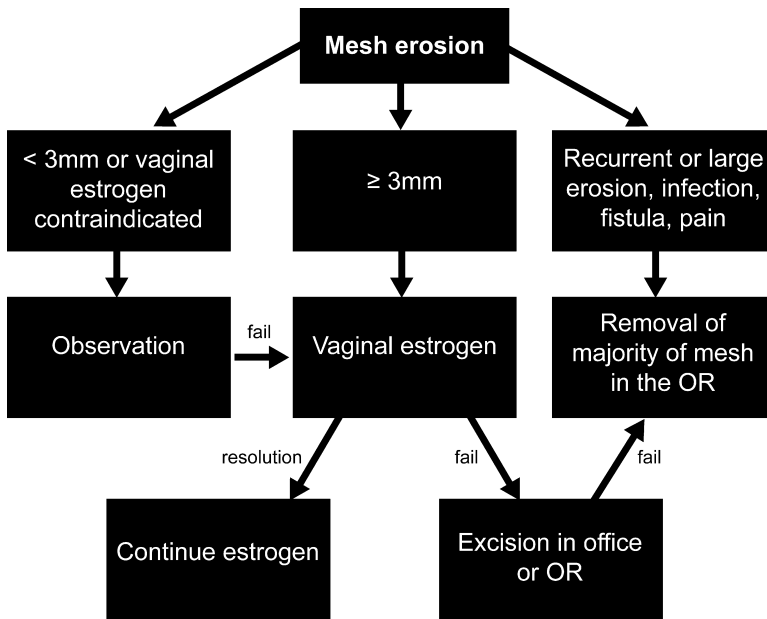 Mesh erosion
< 3mm or vaginal
estrogen
contraindicated
≥ 3mm
Recurrent or large
erosion, infection,
fistula, pain
Observation
fail
Vaginal estrogen
Removal of
majority of mesh
in the OR
resolution
fail
fail
Continue estrogen
Excision in office
or OR